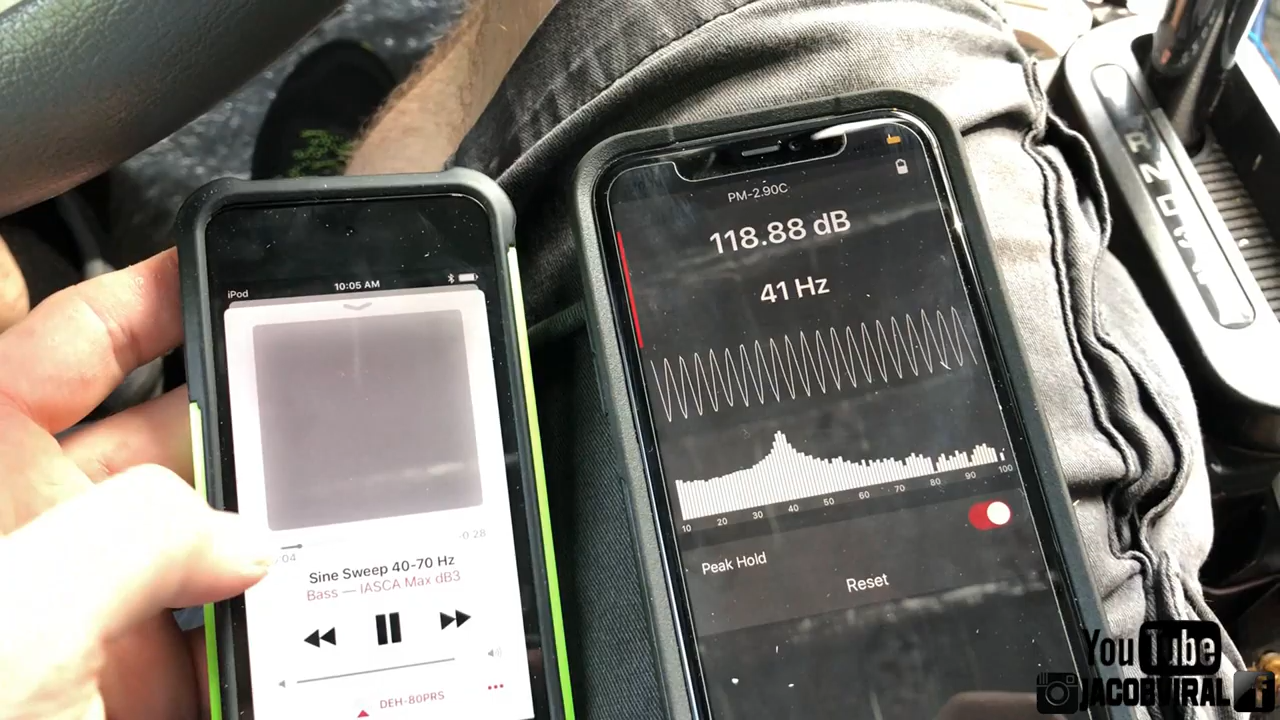 iPod
10:05 AM
-0:28
Sine Sweep 40-70 Hz
Bass — IASCA Max dB3
DEH-80PRS
PM-2.90C
118.88 dB
41 Hz
10 20 30 40 50 60 70 80 90 100
Peak Hold
Reset
R
N
D
YouTube
JACOBVIRAL